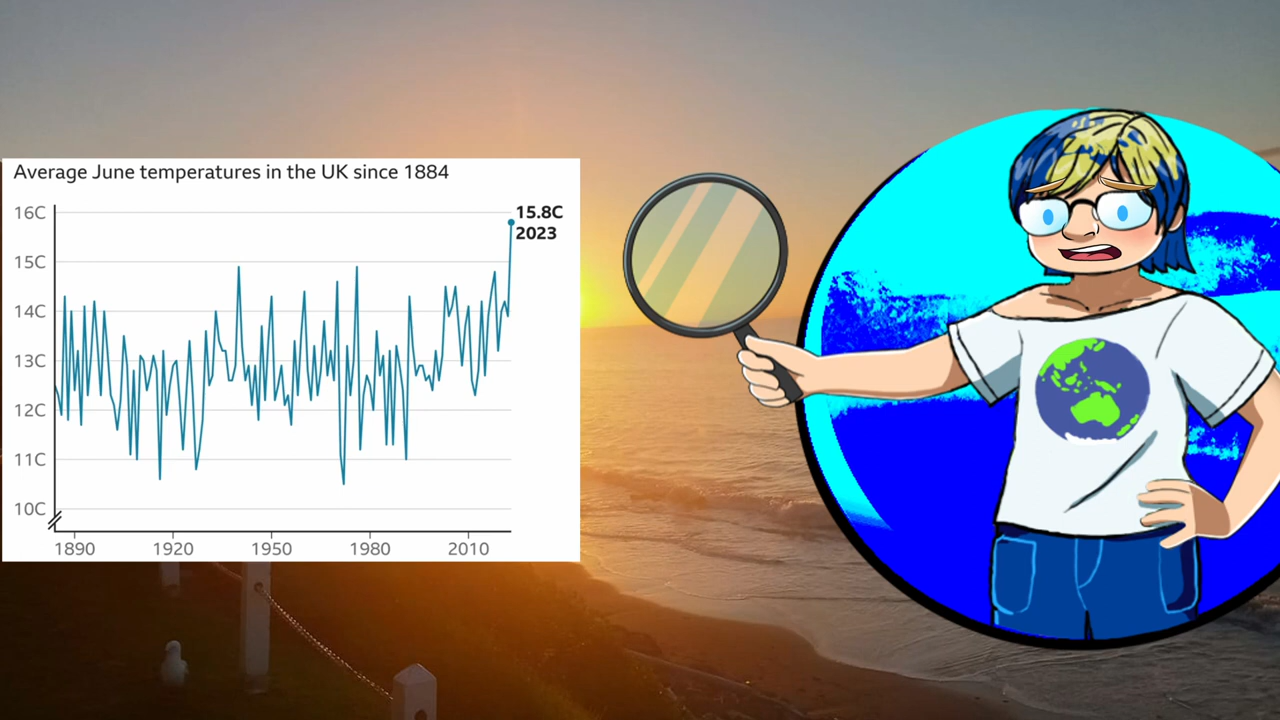 Average June temperatures in the UK since 1884
16C
15.8C
2023
15C
14C
13C
12C
11C
10C
1890 1920 1950 1980 2010